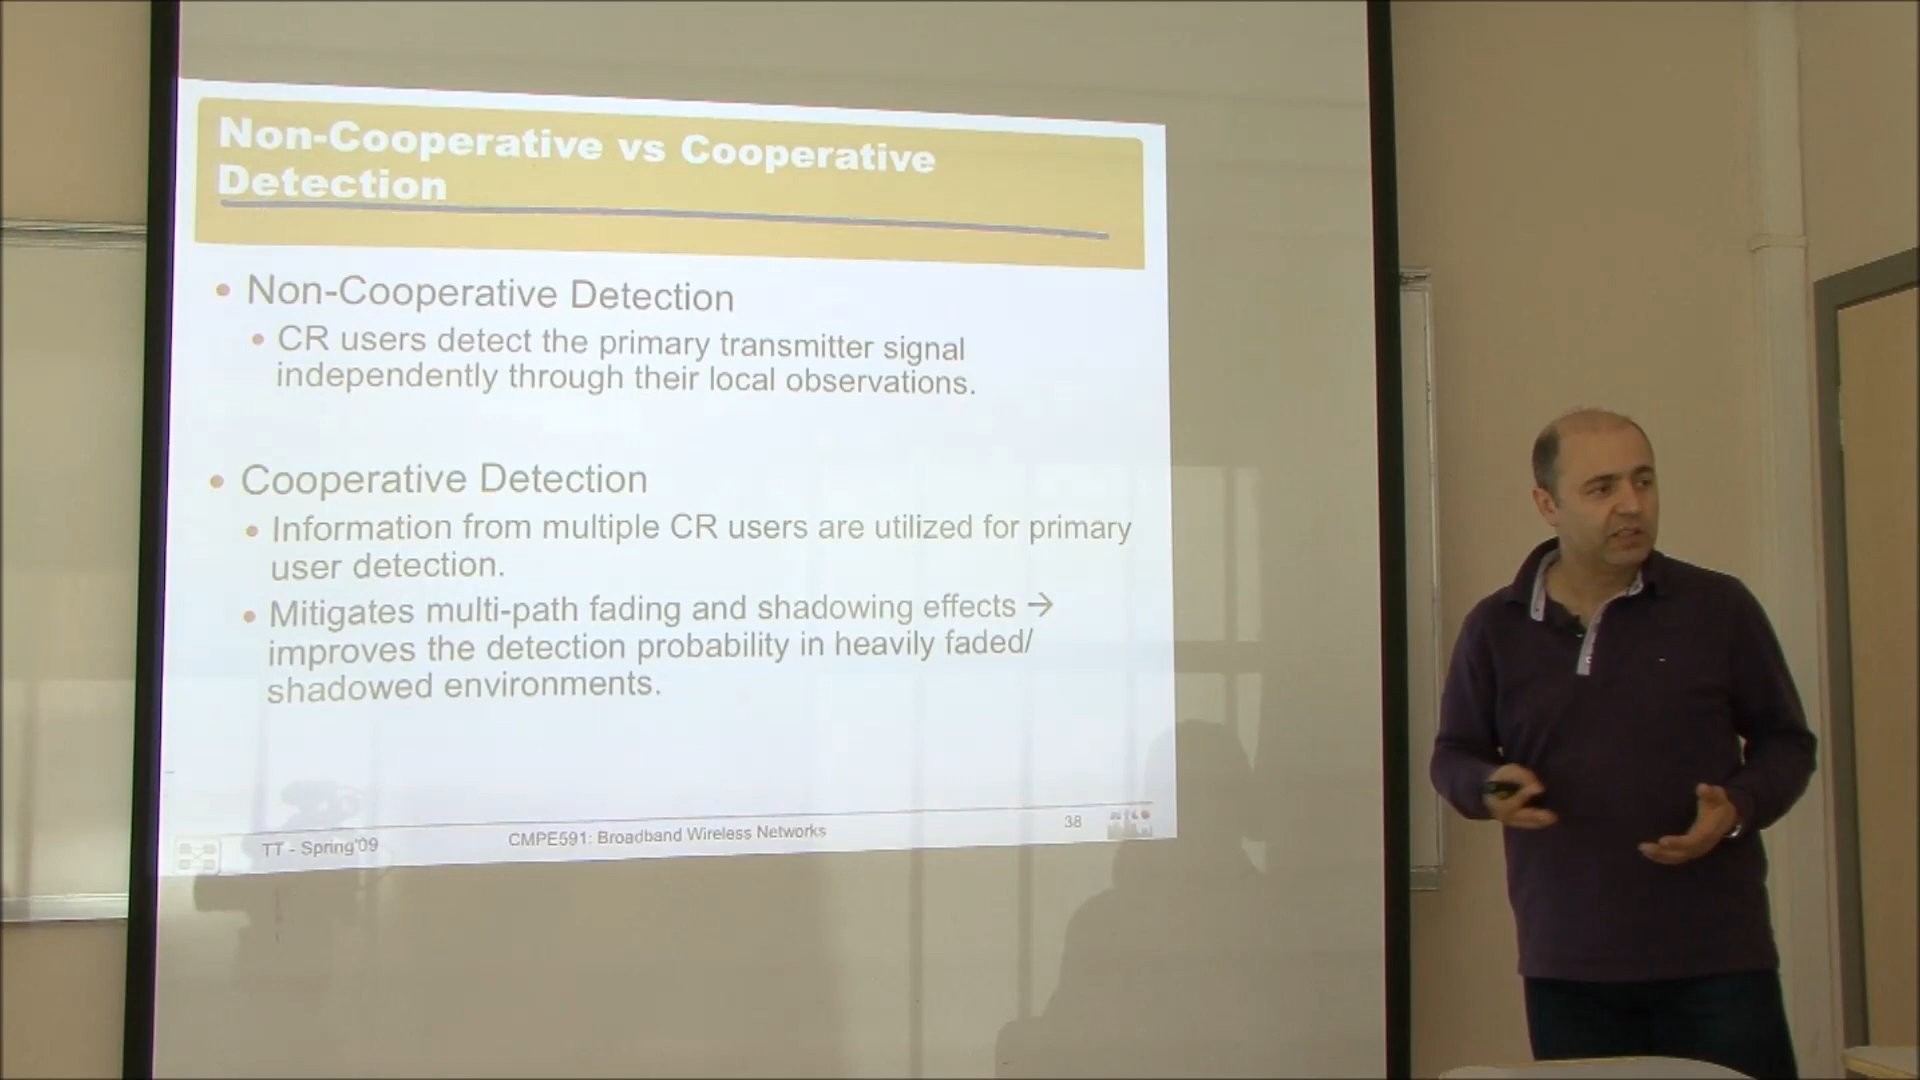 Non-Cooperative vs Cooperative
Detection
• Non-Cooperative Detection
• CR users detect the primary transmitter signal
independently through their local observations.
• Cooperative Detection
• Information from multiple CR users are utilized for primary
user detection.
• Mitigates multi-path fading and shadowing effects →
improves the detection probability in heavily faded/
shadowed environments.
TT - Spring'09
CMPE591: Broadband Wireless Networks
38